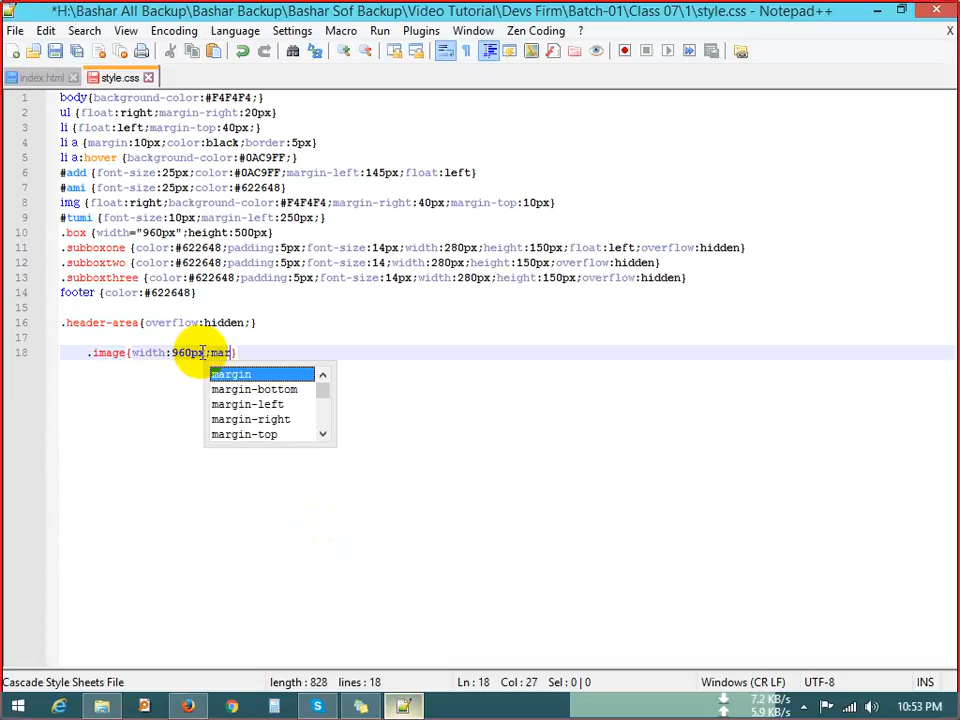 *H:\Bashar All Backup\Bashar Sof Backup\Video Tutorial\Devs Firm\Batch-01\Class 07\1\style.css - Notepad++
File Edit Search View Encoding Language Settings Macro Run Plugins Window Zen Coding ? X
index.html style.css
1 body{background-color:#F4F4F4;}
2 ul {float:right;margin-right:20px}
3 li {float:left;margin-top:40px;}
4 li a {margin:10px;color:black;border:5px}
5 li a:hover {background-color:#0AC9FF;}
6 #add {font-size:25px;color:#0AC9FF;margin-left:145px;float:left}
7 #ami {font-size:25px;color:#622648}
8 img {float:right;background-color:#F4F4F4;margin-right:40px;margin-top:10px}
9 #tumi {font-size:10px;margin-left:250px;}
10 .box {width="960px";height:500px}
11 .subboxone {color:#622648;padding:5px;font-size:14px;width:280px;height:150px;float:left;overflow:hidden}
12 .subboxtwo {color:#622648;padding:5px;font-size:14;width:280px;height:150px;overflow:hidden}
13 .subboxthree {color:#622648;padding:5px;font-size:14px;width:280px;height:150px;overflow:hidden}
14 footer {color:#622648}
15
16 .header-area{overflow:hidden;}
17
18 .image{width:960px;mar}
margin
margin-bottom
margin-left
margin-right
margin-top
Cascade Style Sheets File length : 828 lines : 18 Ln : 18 Col : 27 Sel : 0 | 0 Windows (CR LF) UTF-8 INS
7.2 KB/s
5.9 KB/s
10:53 PM